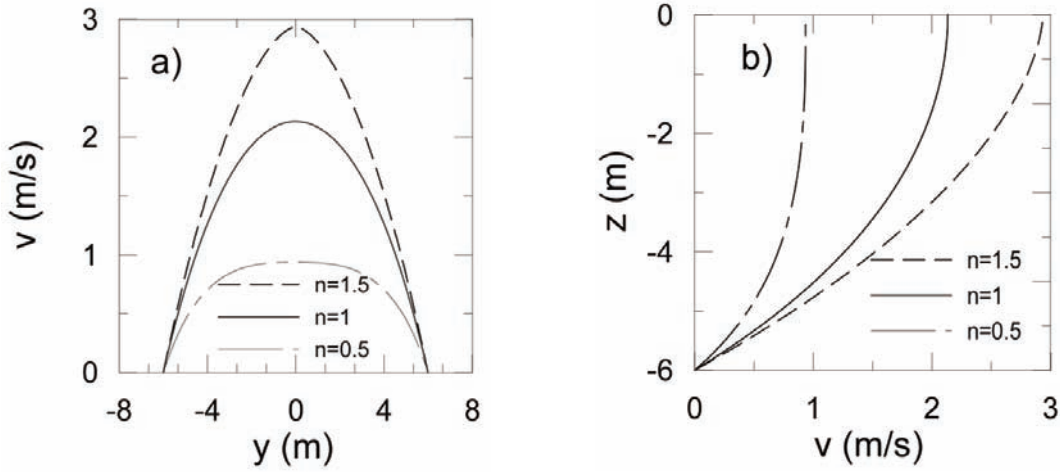 a)
v (m/s)
3
2
1
0
n=1.5
n=1
n=0.5
-8 -4 0 4 8
y (m)
b)
z (m)
0
-2
-4
-6
n=1.5
n=1
n=0.5
0 1 2 3
v (m/s)